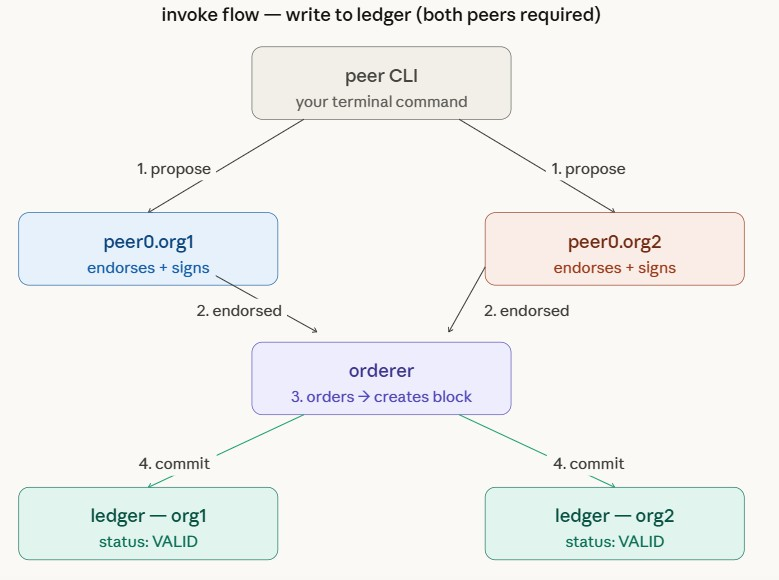 invoke flow — write to ledger (both peers required)
peer CLI
your terminal command
1. propose
1. propose
peer0.org1
endorses + signs
peer0.org2
endorses + signs
2. endorsed
2. endorsed
orderer
3. orders → creates block
4. commit
4. commit
ledger — org1
status: VALID
ledger — org2
status: VALID